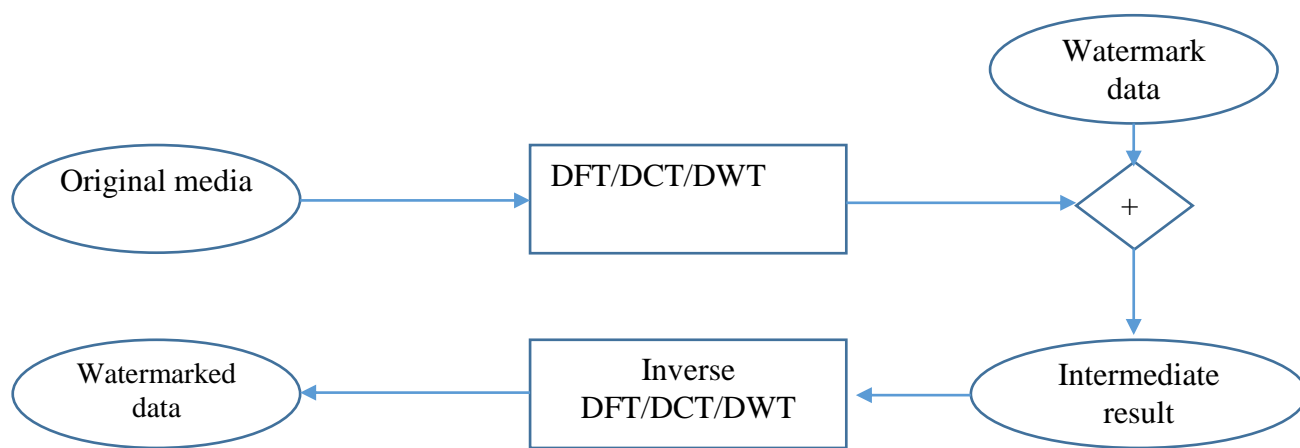 Watermark
data
Original media
DFT/DCT/DWT
+
Watermarked
data
Inverse
DFT/DCT/DWT
Intermediate
result